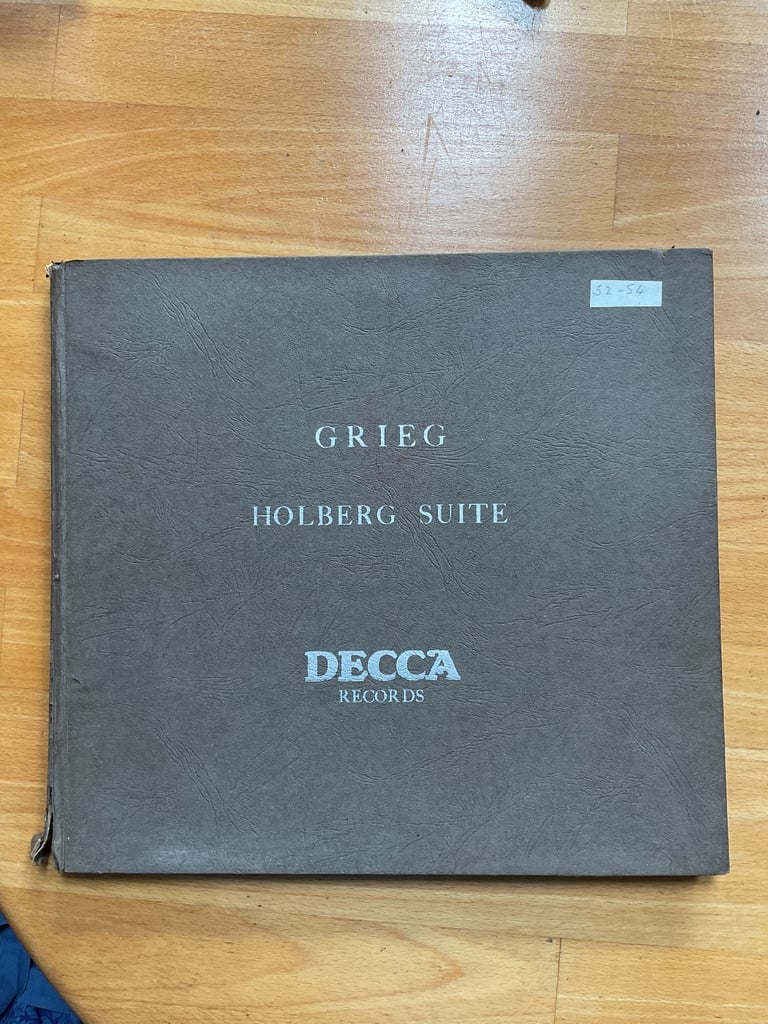 52-54
GRIEG
HOLBERG SUITE
DECCA
RECORDS